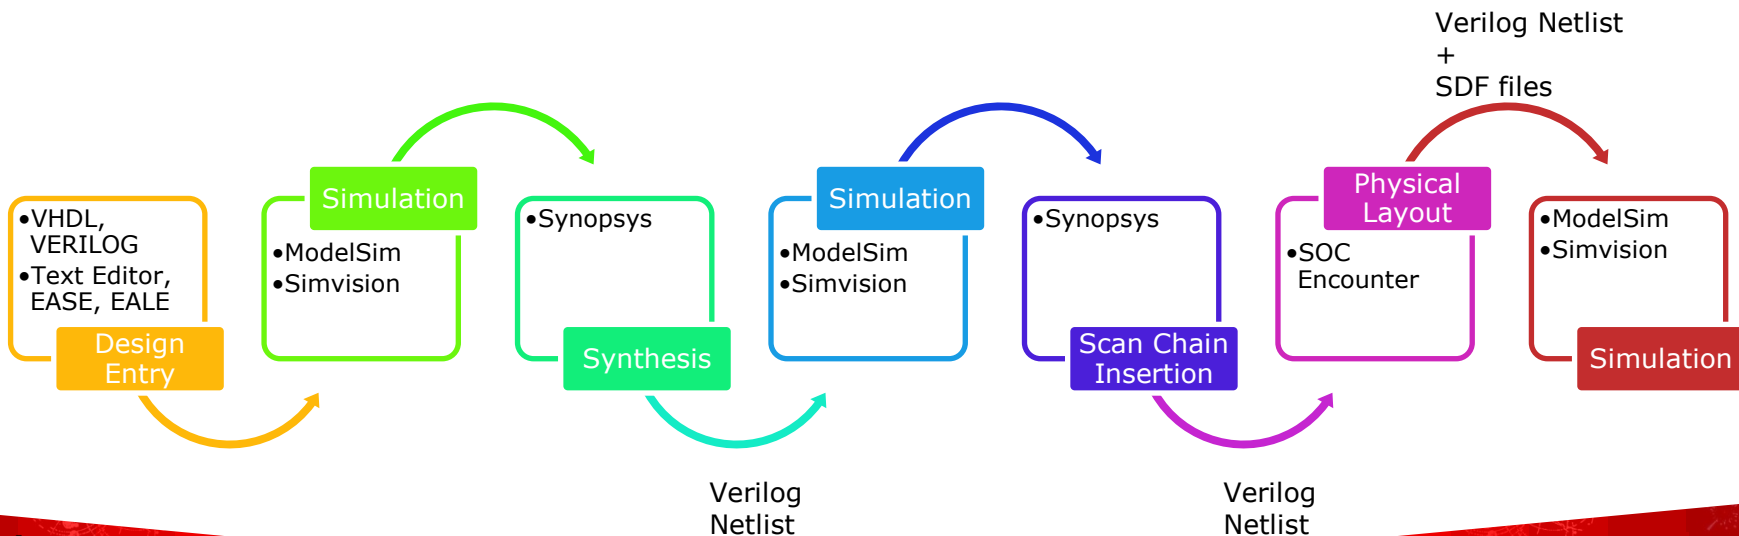 •VHDL,
VERILOG
•Text Editor,
EASE, EALE
Design
Entry
Simulation
•ModelSim
•Simvision
•Synopsys
Synthesis
Verilog
Netlist
Simulation
•ModelSim
•Simvision
•Synopsys
Scan Chain
Insertion
Verilog
Netlist
Physical
Layout
•SOC
Encounter
Verilog Netlist
+
SDF files
•ModelSim
•Simvision
Simulation